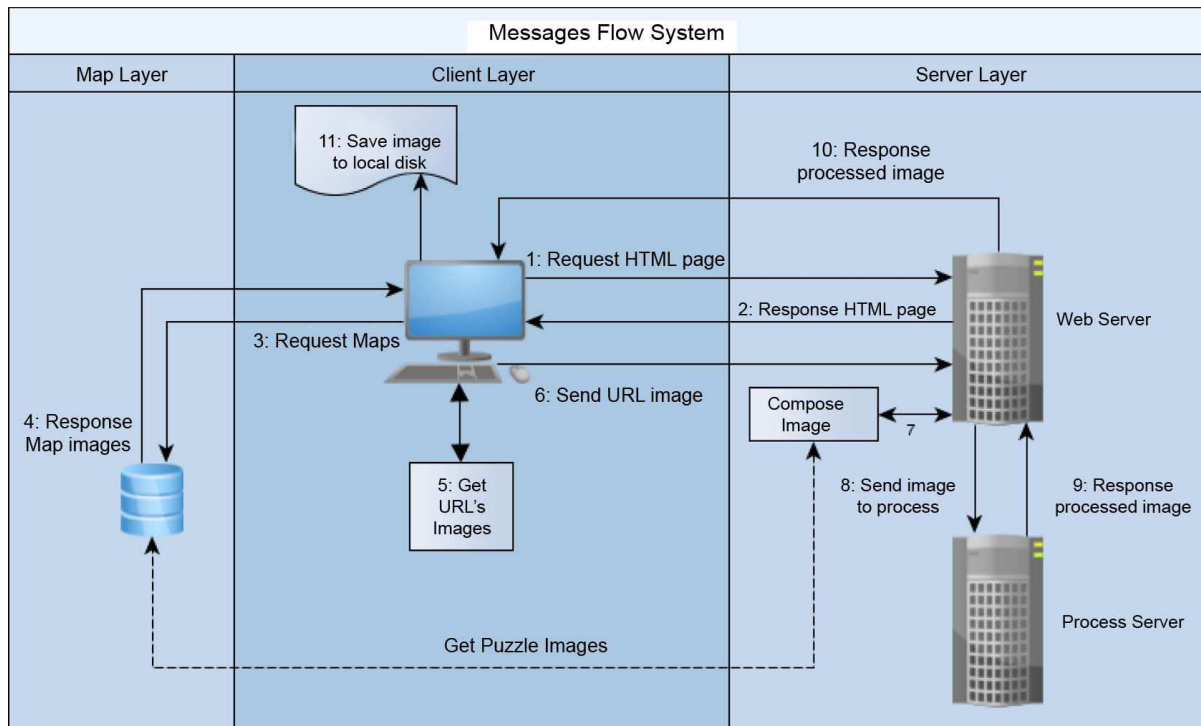 Messages Flow System
Map Layer
Client Layer
Server Layer
11: Save image
to local disk
10: Response
processed image
1: Request HTML page
2: Response HTML page
Web Server
3: Request Maps
6: Send URL image
Compose
Image
7
4: Response
Map images
5: Get
URL's
Images
8: Send image
to process
9: Response
processed image
Process Server
Get Puzzle Images